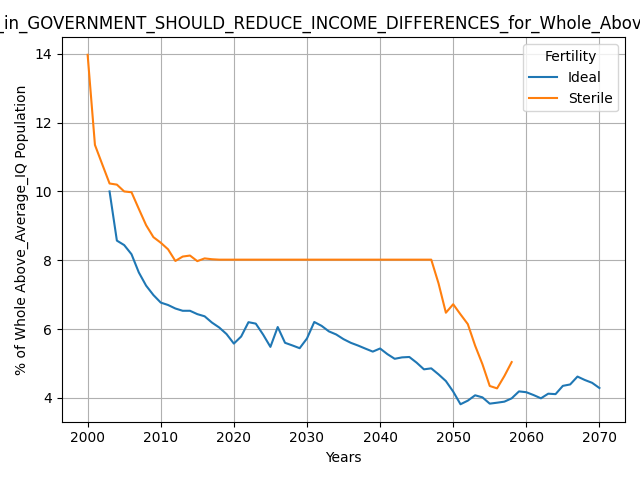 _in_GOVERNMENT_SHOULD_REDUCE_INCOME_DIFFERENCES_for_Whole_Abov
Fertility
Ideal
Sterile
% of Whole Above_Average_IQ Population
14
12
10
8
6
4
2000 2010 2020 2030 2040 2050 2060 2070
Years